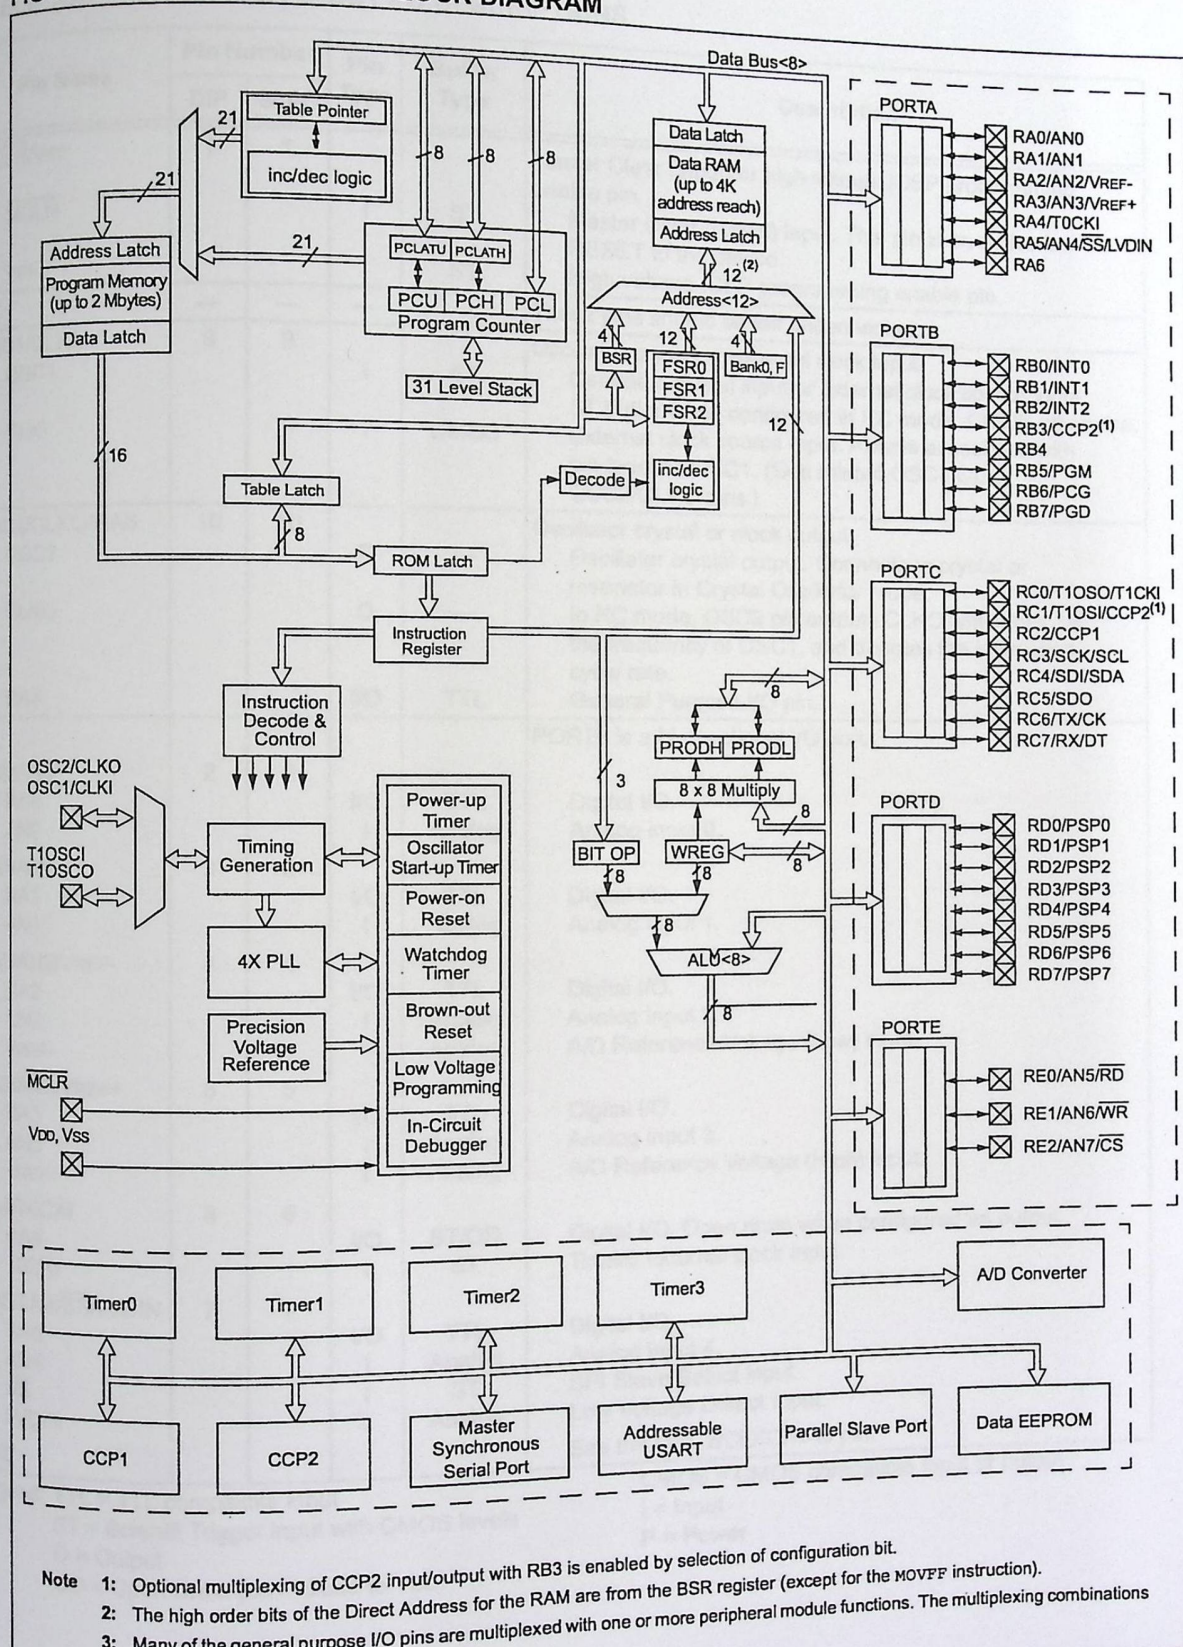 DIAGRAM
Data Bus<8>
Table Pointer
inc/dec logic
21
21
21
8
8
8
Data Latch
Data RAM
(up to 4K
address reach)
Address Latch
12(2)
Address<12>
PCLATU PCLATH
PCU PCH PCL
Program Counter
31 Level Stack
Address Latch
Program Memory
(up to 2 Mbytes)
Data Latch
4
12
4
BSR
FSR0
FSR1
FSR2
Bank0, F
12
inc/dec
logic
Decode
16
Table Latch
8
ROM Latch
Instruction
Register
Instruction
Decode &
Control
OSC2/CLKO
OSC1/CLKI
T1OSCI
T1OSCO
Timing
Generation
4X PLL
Precision
Voltage
Reference
MCLR
VDD, VSS
Power-up
Timer
Oscillator
Start-up Timer
Power-on
Reset
Watchdog
Timer
Brown-out
Reset
Low Voltage
Programming
In-Circuit
Debugger
8
PRODH PRODL
8 x 8 Multiply
3
8
BIT OP
WREG
8
8
8
8
ALU<8>
8
PORTA
RA0/AN0
RA1/AN1
RA2/AN2/VREF-
RA3/AN3/VREF+
RA4/T0CKI
RA5/AN4/SS/LVDIN
RA6
PORTB
RB0/INT0
RB1/INT1
RB2/INT2
RB3/CCP2(1)
RB4
RB5/PGM
RB6/PCG
RB7/PGD
PORTC
RC0/T1OSO/T1CKI
RC1/T1OSI/CCP2(1)
RC2/CCP1
RC3/SCK/SCL
RC4/SDI/SDA
RC5/SDO
RC6/TX/CK
RC7/RX/DT
PORTD
RD0/PSP0
RD1/PSP1
RD2/PSP2
RD3/PSP3
RD4/PSP4
RD5/PSP5
RD6/PSP6
RD7/PSP7
PORTE
RE0/AN5/RD
RE1/AN6/WR
RE2/AN7/CS
Timer0
Timer1
Timer2
Timer3
A/D Converter
CCP1
CCP2
Master
Synchronous
Serial Port
Addressable
USART
Parallel Slave Port
Data EEPROM
Note 1: Optional multiplexing of CCP2 input/output with RB3 is enabled by selection of configuration bit.
2: The high order bits of the Direct Address for the RAM are from the BSR register (except for the MOVFF instruction).
3: Many of the general purpose I/O pins are multiplexed with one or more peripheral module functions. The multiplexing combinations